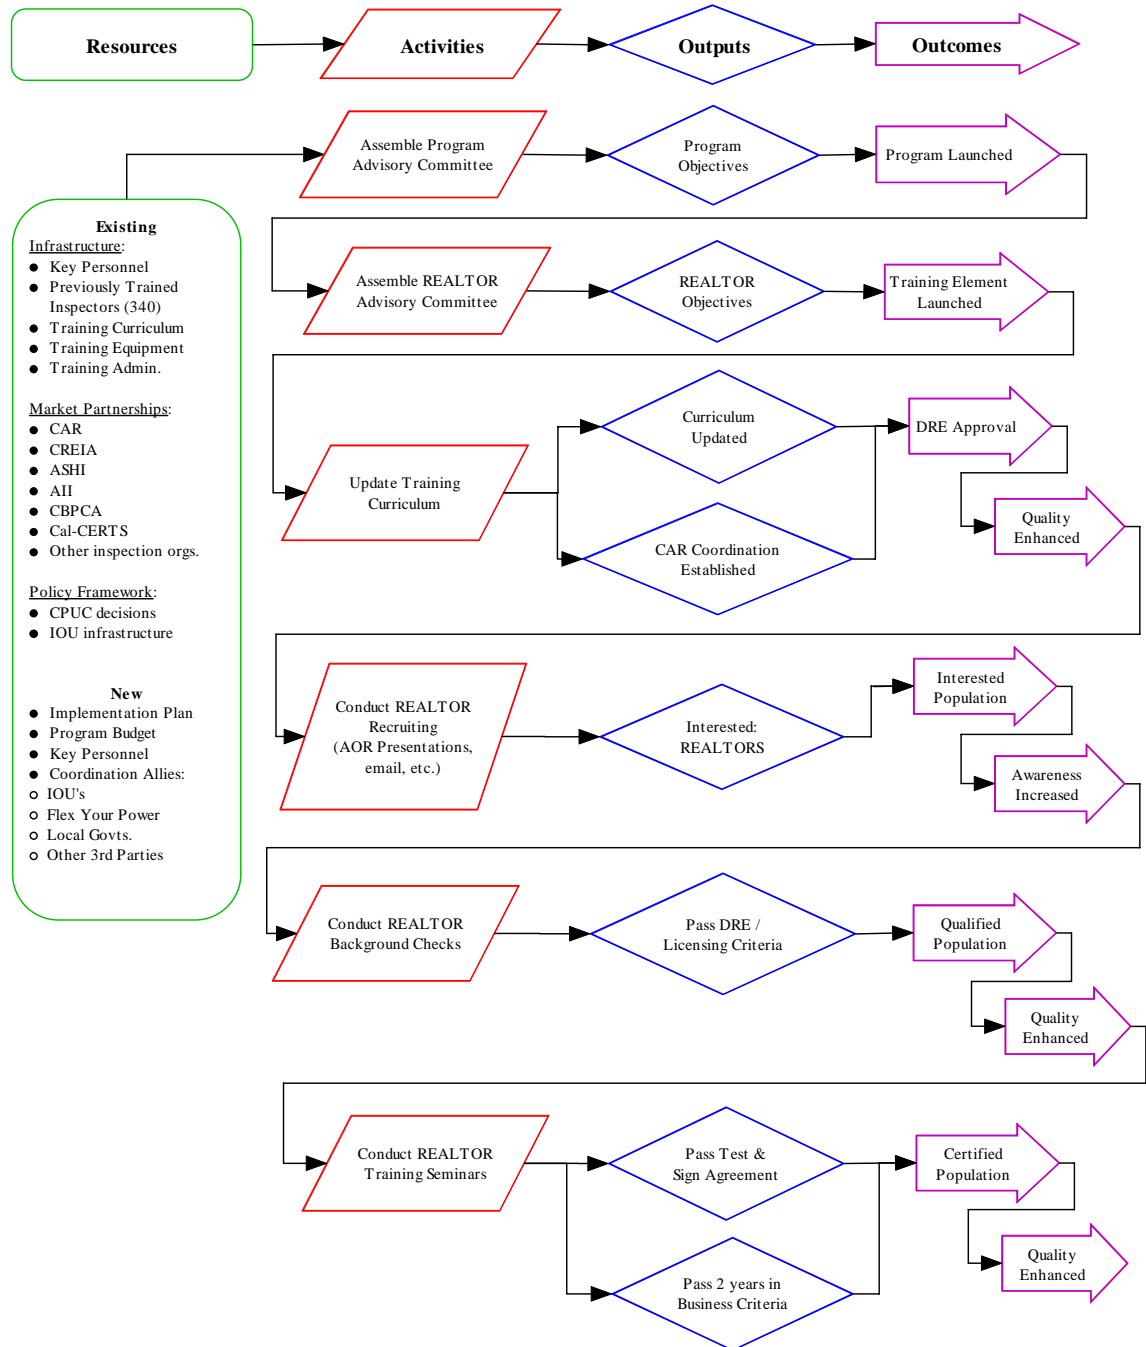 Resources
Activities
Outputs
Outcomes
Assemble Program
Advisory Committee
Program
Objectives
Program Launched
Existing
Infrastructure:
● Key Personnel
● Previously Trained
Inspectors (340)
● Training Curriculum
● Training Equipment
● Training Admin.
Market Partnerships:
● CAR
● CREIA
● ASHI
● AII
● CBPCA
● Cal-CERTS
● Other inspection orgs.
Policy Framework:
● CPUC decisions
● IOU infrastructure
New
● Implementation Plan
● Program Budget
● Key Personnel
● Coordination Allies:
○ IOU's
○ Flex Your Power
○ Local Govts.
○ Other 3rd Parties
Assemble REALTOR
Advisory Committee
REALTOR
Objectives
Training Element
Launched
Update Training
Curriculum
Curriculum
Updated
CAR Coordination
Established
DRE Approval
Quality
Enhanced
Conduct REALTOR
Recruiting
(AOR Presentations,
email, etc.)
Interested:
REALTORS
Interested
Population
Awareness
Increased
Conduct REALTOR
Background Checks
Pass DRE /
Licensing Criteria
Qualified
Population
Quality
Enhanced
Conduct REALTOR
Training Seminars
Pass Test &
Sign Agreement
Pass 2 years in
Business Criteria
Certified
Population
Quality
Enhanced